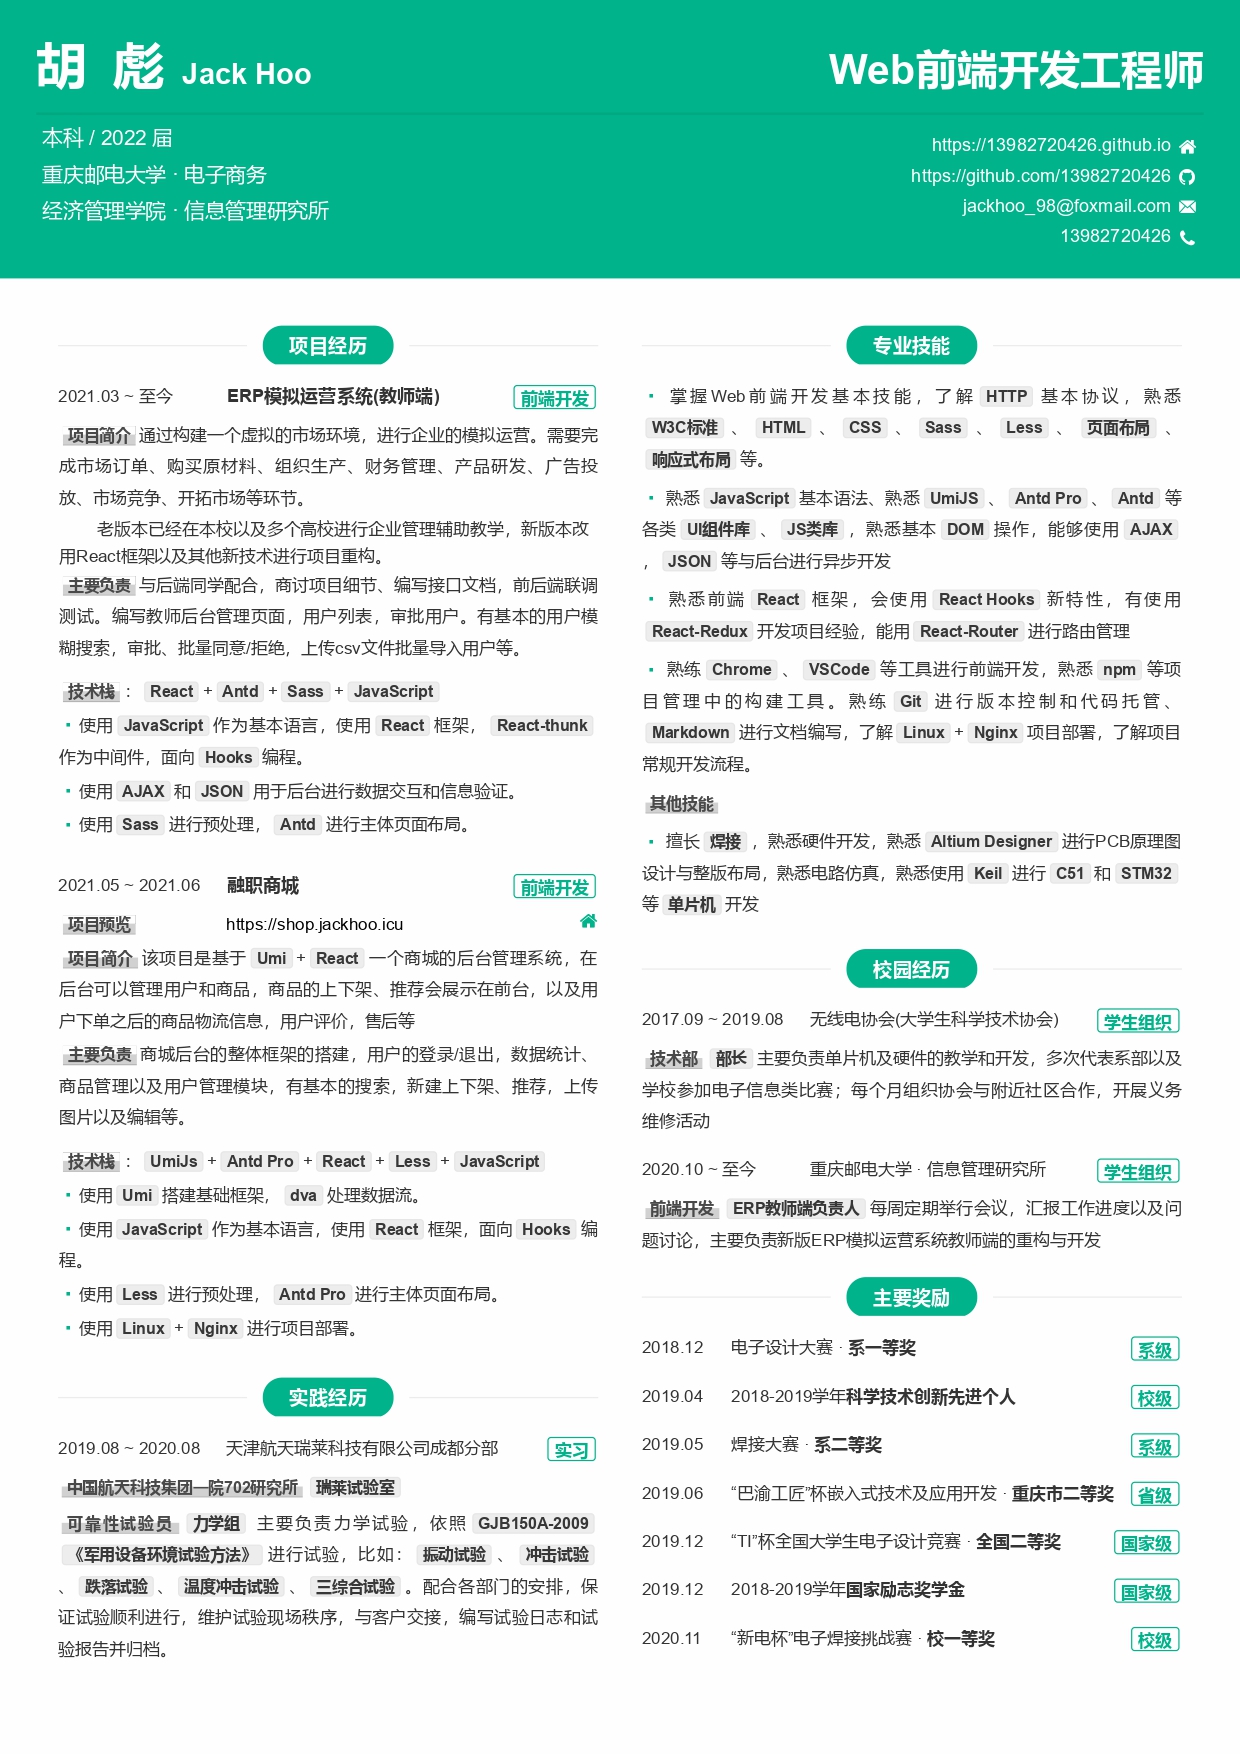 胡 彪 Jack Hoo
Web前端开发工程师
本科 / 2022 届
重庆邮电大学 · 电子商务
经济管理学院 · 信息管理研究所
https://13982720426.github.io
https://github.com/13982720426
jackhoo_98@foxmail.com
13982720426
项目经历
2021.03 ~ 至今 ERP模拟运营系统(教师端) 前端开发
项目简介 通过构建一个虚拟的市场环境，进行企业的模拟运营。需要完
成市场订单、购买原材料、组织生产、财务管理、产品研发、广告投
放、市场竞争、开拓市场等环节。
老版本已经在本校以及多个高校进行企业管理辅助教学，新版本改
用React框架以及其他新技术进行项目重构。
主要负责 与后端同学配合，商讨项目细节、编写接口文档，前后端联调
测试。编写教师后台管理页面，用户列表，审批用户。有基本的用户模
糊搜索，审批、批量同意/拒绝，上传csv文件批量导入用户等。
技术栈 ： React + Antd + Sass + JavaScript
· 使用 JavaScript 作为基本语言，使用 React 框架， React-thunk
作为中间件，面向 Hooks 编程。
· 使用 AJAX 和 JSON 用于后台进行数据交互和信息验证。
· 使用 Sass 进行预处理， Antd 进行主体页面布局。
2021.05 ~ 2021.06 融职商城 前端开发
项目预览 https://shop.jackhoo.icu
项目简介 该项目是基于 Umi + React 一个商城的后台管理系统，在
后台可以管理用户和商品，商品的上下架、推荐会展示在前台，以及用
户下单之后的商品物流信息，用户评价，售后等
主要负责 商城后台的整体框架的搭建，用户的登录/退出，数据统计、
商品管理以及用户管理模块，有基本的搜索，新建上下架、推荐，上传
图片以及编辑等。
技术栈 ： UmiJs + Antd Pro + React + Less + JavaScript
· 使用 Umi 搭建基础框架， dva 处理数据流。
· 使用 JavaScript 作为基本语言，使用 React 框架，面向 Hooks 编
程。
· 使用 Less 进行预处理， Antd Pro 进行主体页面布局。
· 使用 Linux + Nginx 进行项目部署。
实践经历
2019.08 ~ 2020.08 天津航天瑞莱科技有限公司成都分部 实习
中国航天科技集团—院702研究所 瑞莱试验室
可靠性试验员 力学组 主要负责力学试验，依照 GJB150A-2009
《军用设备环境试验方法》 进行试验，比如： 振动试验 、 冲击试验
、 跌落试验 、 温度冲击试验 、 三综合试验 。配合各部门的安排，保
证试验顺利进行，维护试验现场秩序，与客户交接，编写试验日志和试
验报告并归档。
专业技能
· 掌握Web前端开发基本技能，了解 HTTP 基本协议，熟悉
W3C标准 、 HTML 、 CSS 、 Sass 、 Less 、 页面布局 、
响应式布局 等。
· 熟悉 JavaScript 基本语法、熟悉 UmiJS 、 Antd Pro 、 Antd 等
各类 UI组件库 、 JS类库 ，熟悉基本 DOM 操作，能够使用 AJAX
， JSON 等与后台进行异步开发
· 熟悉前端 React 框架，会使用 React Hooks 新特性，有使用
React-Redux 开发项目经验，能用 React-Router 进行路由管理
· 熟练 Chrome 、 VSCode 等工具进行前端开发，熟悉 npm 等项
目管理中的构建工具。熟练 Git 进行版本控制和代码托管、
Markdown 进行文档编写，了解 Linux + Nginx 项目部署，了解项目
常规开发流程。
其他技能
· 擅长 焊接 ，熟悉硬件开发，熟悉 Altium Designer 进行PCB原理图
设计与整版布局，熟悉电路仿真，熟悉使用 Keil 进行 C51 和 STM32
等 单片机 开发
校园经历
2017.09 ~ 2019.08 无线电协会(大学生科学技术协会) 学生组织
技术部 部长 主要负责单片机及硬件的教学和开发，多次代表系部以及
学校参加电子信息类比赛；每个月组织协会与附近社区合作，开展义务
维修活动
2020.10 ~ 至今 重庆邮电大学 · 信息管理研究所 学生组织
前端开发 ERP教师端负责人 每周定期举行会议，汇报工作进度以及问
题讨论，主要负责新版ERP模拟运营系统教师端的重构与开发
主要奖励
2018.12 电子设计大赛 · 系一等奖 系级
2019.04 2018-2019学年科学技术创新先进个人 校级
2019.05 焊接大赛 · 系二等奖 系级
2019.06 “巴渝工匠”杯嵌入式技术及应用开发 · 重庆市二等奖 省级
2019.12 “TI”杯全国大学生电子设计竞赛 · 全国二等奖 国家级
2019.12 2018-2019学年国家励志奖学金 国家级
2020.11 “新电杯”电子焊接挑战赛 · 校一等奖 校级